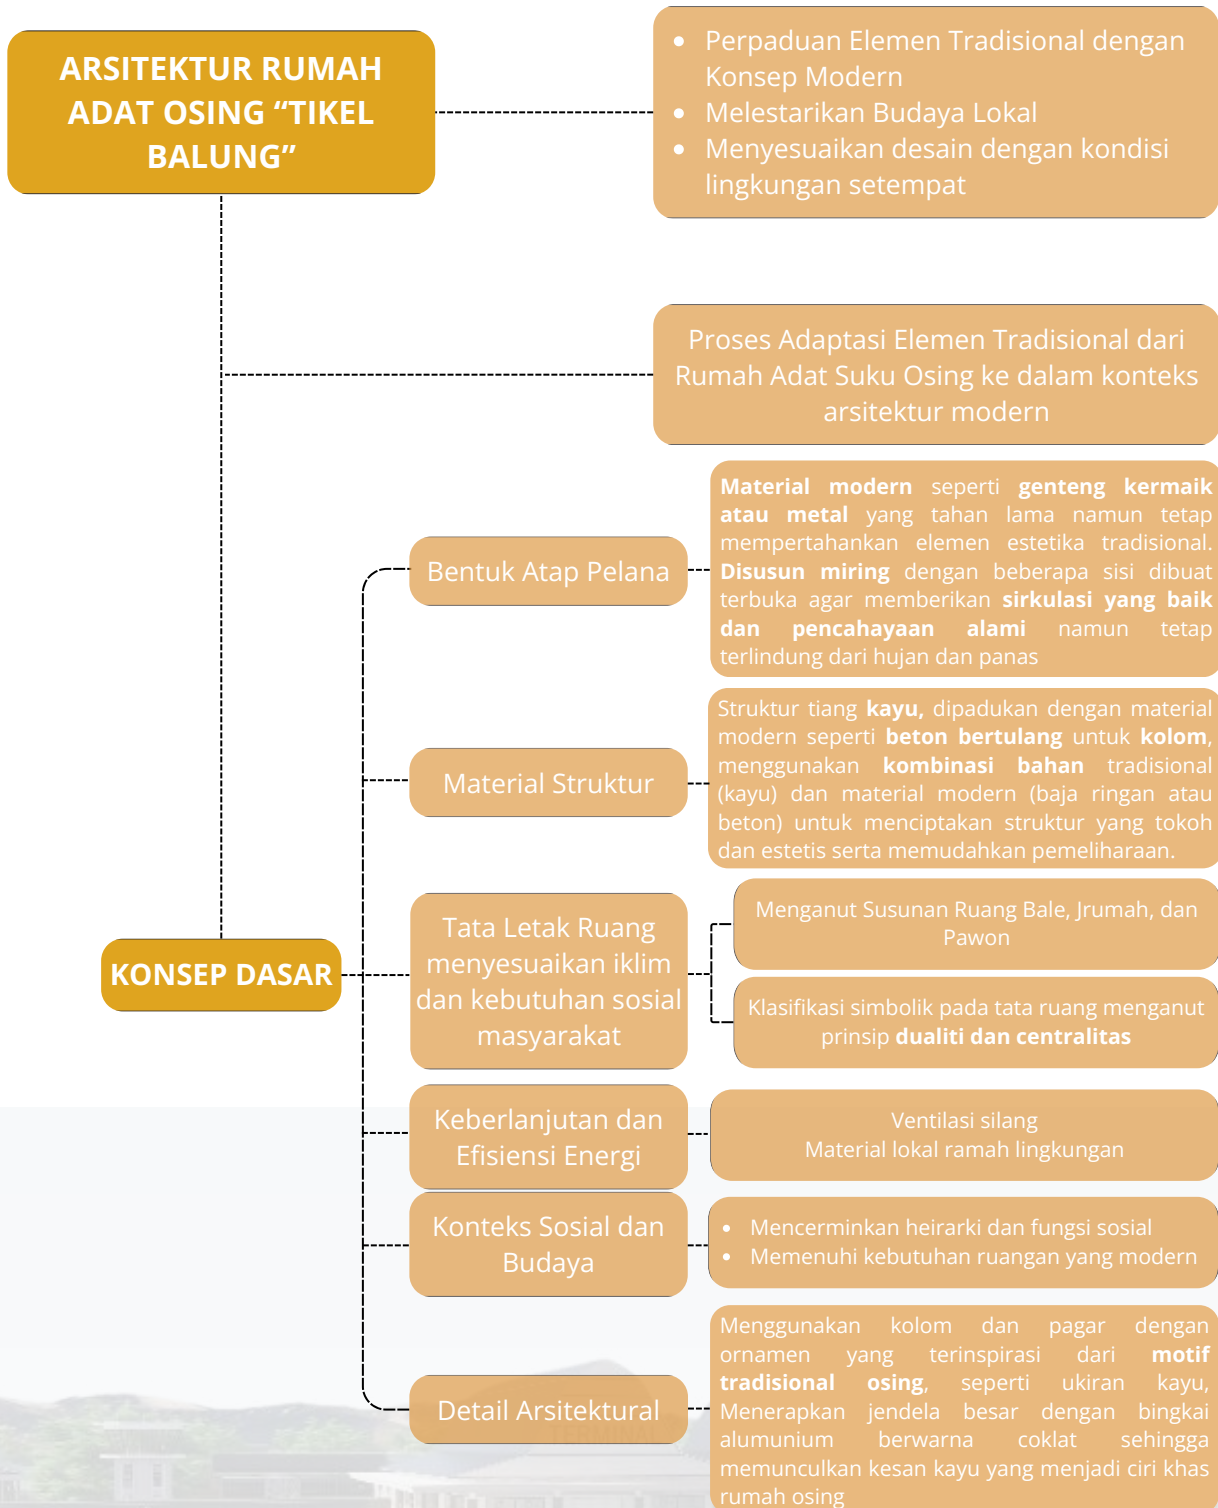 ARSITEKTUR RUMAH
ADAT OSING “TIKEL
BALUNG”
• Perpaduan Elemen Tradisional dengan
Konsep Modern
• Melestarikan Budaya Lokal
• Menyesuaikan desain dengan kondisi
lingkungan setempat
Proses Adaptasi Elemen Tradisional dari
Rumah Adat Suku Osing ke dalam konteks
arsitektur modern
KONSEP DASAR
Bentuk Atap Pelana
Material modern seperti genteng kermaik
atau metal yang tahan lama namun tetap
mempertahankan elemen estetika tradisional.
Disusun miring dengan beberapa sisi dibuat
terbuka agar memberikan sirkulasi yang baik
dan pencahayaan alami namun tetap
terlindung dari hujan dan panas
Material Struktur
Struktur tiang kayu, dipadukan dengan material
modern seperti beton bertulang untuk kolom,
menggunakan kombinasi bahan tradisional
(kayu) dan material modern (baja ringan atau
beton) untuk menciptakan struktur yang tokoh
dan estetis serta memudahkan pemeliharaan.
Tata Letak Ruang
menyesuaikan iklim
dan kebutuhan sosial
masyarakat
Menganut Susunan Ruang Bale, Jrumah, dan
Pawon
Klasifikasi simbolik pada tata ruang menganut
prinsip dualiti dan centralitas
Keberlanjutan dan
Efisiensi Energi
Ventilasi silang
Material lokal ramah lingkungan
Konteks Sosial dan
Budaya
• Mencerminkan heirarki dan fungsi sosial
• Memenuhi kebutuhan ruangan yang modern
Detail Arsitektural
Menggunakan kolom dan pagar dengan
ornamen yang terinspirasi dari motif
tradisional osing, seperti ukiran kayu,
Menerapkan jendela besar dengan bingkai
alumunium berwarna coklat sehingga
memunculkan kesan kayu yang menjadi ciri khas
rumah osing
TERMINAL